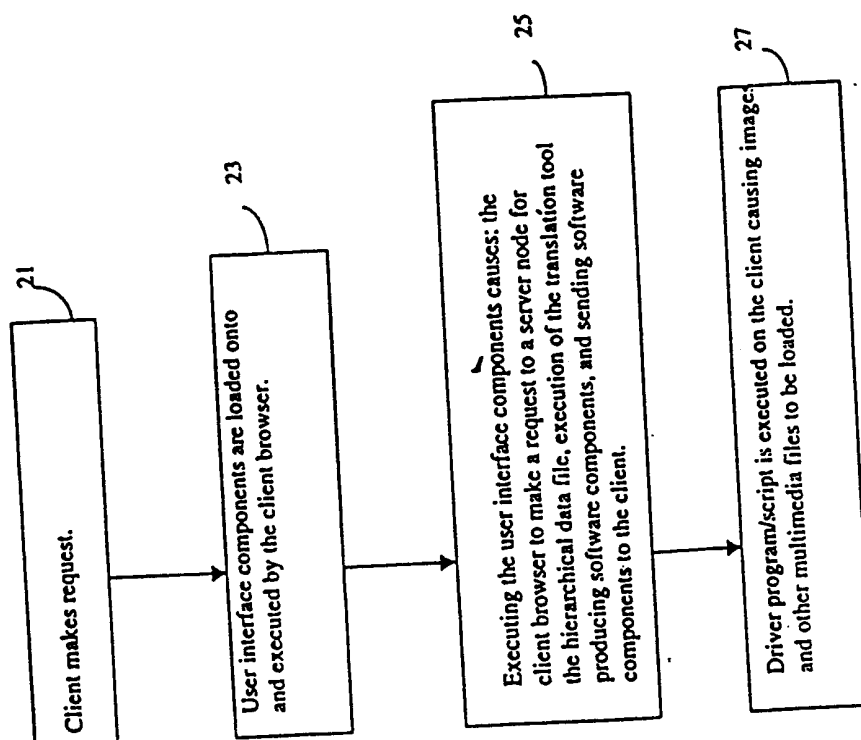 21
Client makes request.
23
User interface components are loaded onto
and executed by the client browser.
25
Executing the user interface components causes: the
client browser to make a request to a server node for
the hierarchical data file, execution of the translation tool
producing software components, and sending software
components to the client.
27
Driver program/script is executed on the client causing images
and other multimedia files to be loaded.